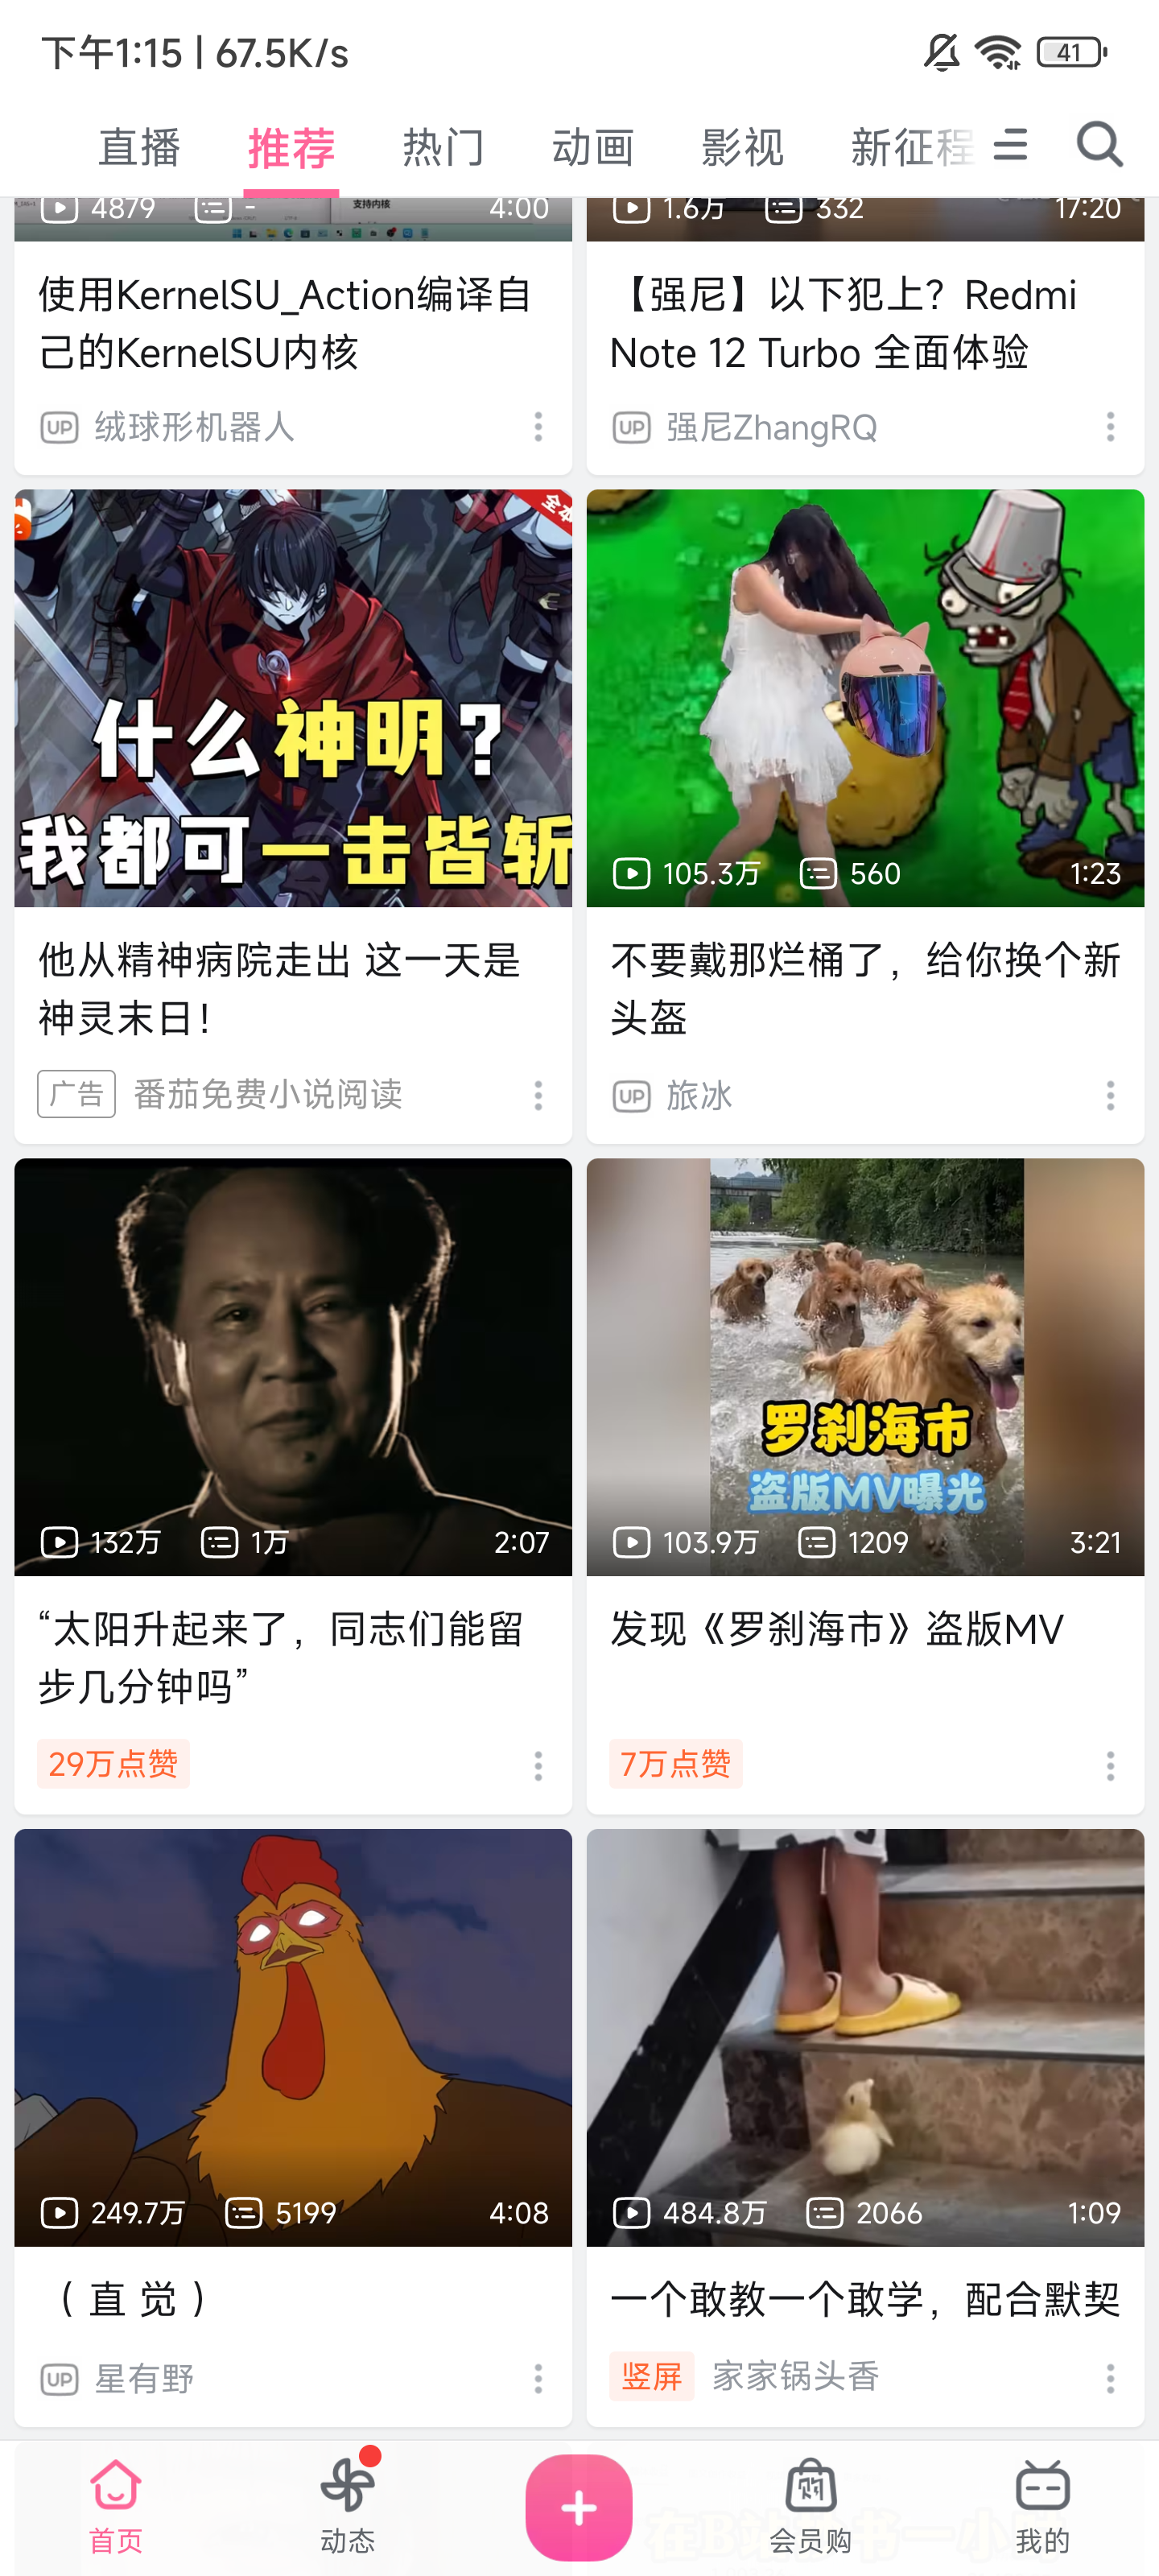 下午1:15 | 67.5K/s
41
直播 推荐 热门 动画 影视 新征程
4879 - 4:00
支持内核
1.6万 332 17:20
使用KernelSU_Action编译自
己的KernelSU内核
UP 绒球形机器人
【强尼】以下犯上？Redmi
Note 12 Turbo 全面体验
UP 强尼ZhangRQ
全本
什么神明?
我都可一击皆斩
他从精神病院走出 这一天是
神灵末日！
广告 番茄免费小说阅读
105.3万 560 1:23
不要戴那烂桶了，给你换个新
头盔
UP 旅冰
132万 1万 2:07
“太阳升起来了，同志们能留
步几分钟吗”
29万点赞
罗刹海市
盗版MV曝光
103.9万 1209 3:21
发现《罗刹海市》盗版MV
7万点赞
249.7万 5199 4:08
（ 直 觉 ）
UP 星有野
484.8万 2066 1:09
一个敢教一个敢学，配合默契
竖屏 家家锅头香
首页 动态 购 会员购 我的